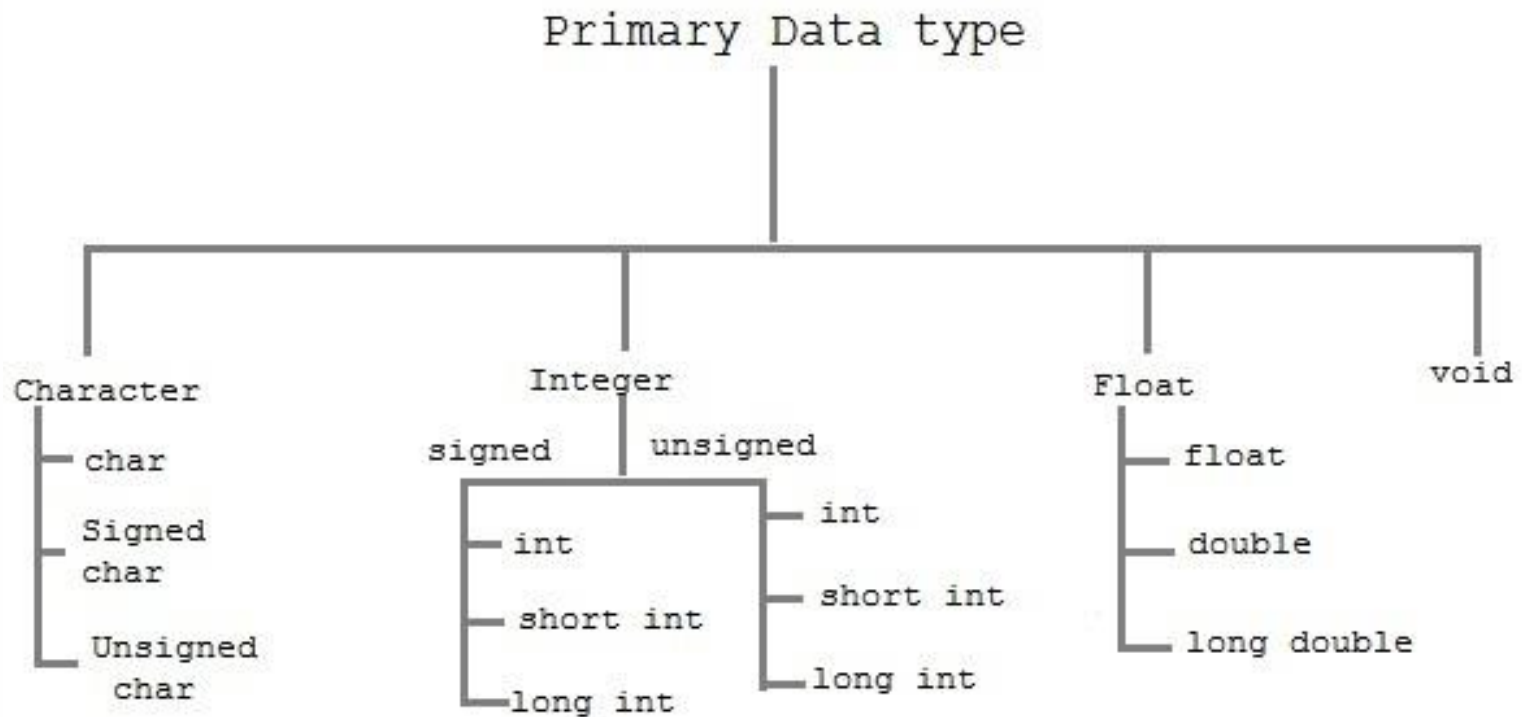 Primary Data type
Character
char
Signed
char
Unsigned
char
Integer
signed
int
short int
long int
unsigned
int
short int
long int
Float
float
double
long double
void